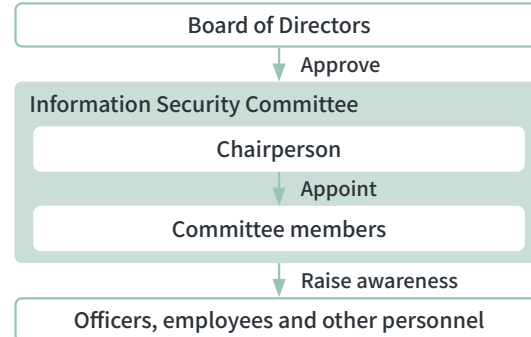 Board of Directors
Approve
Information Security Committee
Chairperson
Appoint
Committee members
Raise awareness
Officers, employees and other personnel